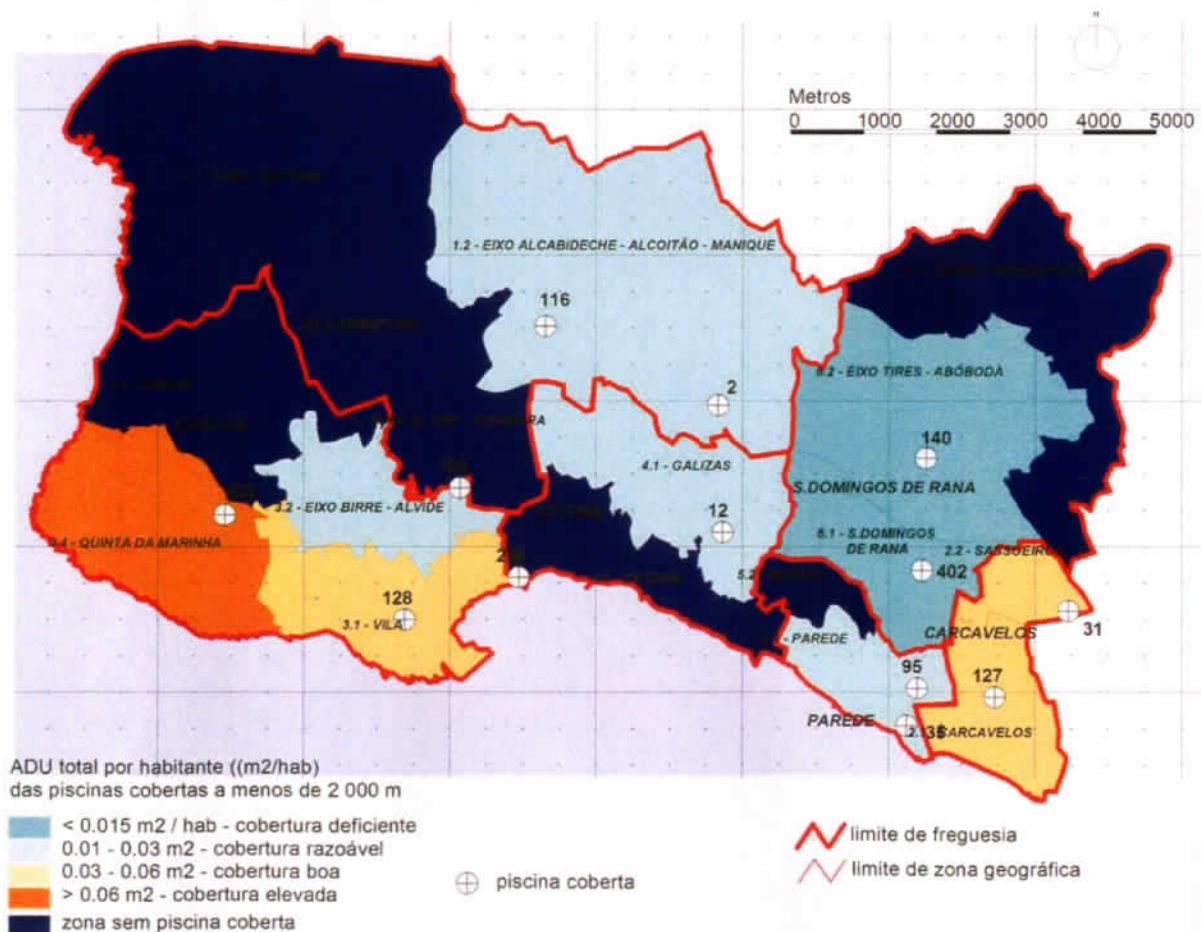 N
Metros
0 1000 2000 3000 4000 5000
1.2 - EIXO ALCABIDECHE - ALCOITÃO - MANIQUE
116
2
6.2 - EIXO TIRES - ABÓBODA
140
4.1 - GALIZAS
S.DOMINGOS DE RANA
12
3.2 - EIXO BIRRE - ALVIDE
3.4 - QUINTA DA MARINHA
6.1 - S.DOMINGOS
DE RANA
2.2 - SASSOEIROS
402
128
3.1 - VILA
31
- PAREDE
CARCAVELOS
95
127
PAREDE
35
CARCAVELOS
ADU total por habitante ((m2/hab)
das piscinas cobertas a menos de 2 000 m
< 0.015 m2 / hab - cobertura deficiente
0.01 - 0.03 m2 - cobertura razoável
0.03 - 0.06 m2 - cobertura boa
> 0.06 m2 - cobertura elevada
zona sem piscina coberta
piscina coberta
limite de freguesia
limite de zona geográfica